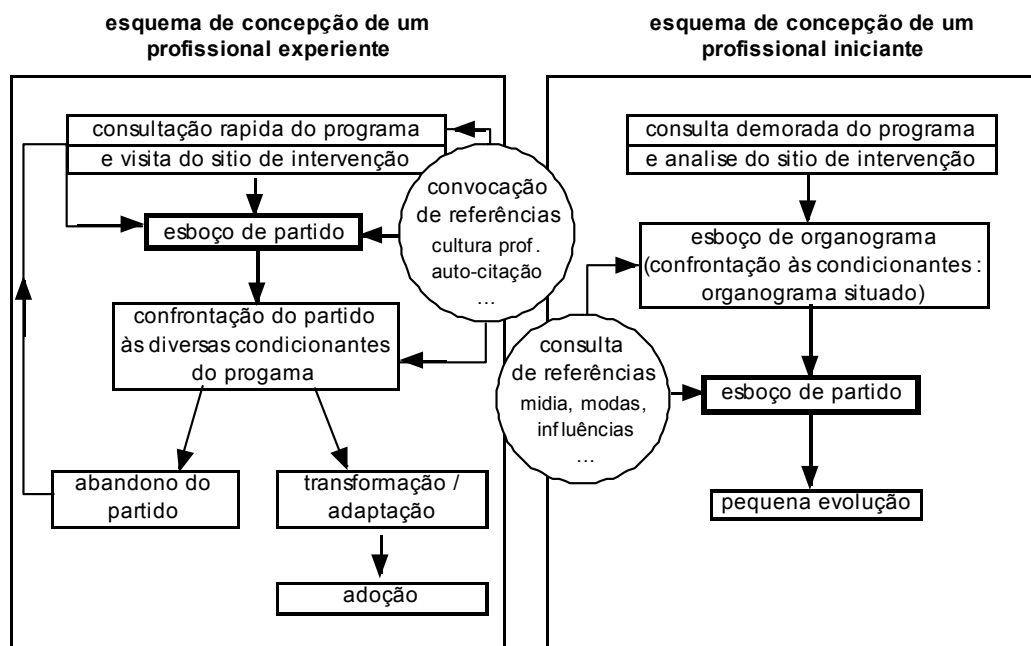 esquema de concepção de um
profissional experiente
consultação rapida do programa
e visita do sitio de intervenção
esboço de partido
convocação
de referências
cultura prof.
auto-citação
...
confrontação do partido
às diversas condicionantes
do progama
abandono do
partido
transformação /
adaptação
adoção
esquema de concepção de um
profissional iniciante
consulta demorada do programa
e analise do sitio de intervenção
esboço de organograma
(confrontação às condicionantes :
organograma situado)
consulta
de referências
midia, modas,
influências
...
esboço de partido
pequena evolução